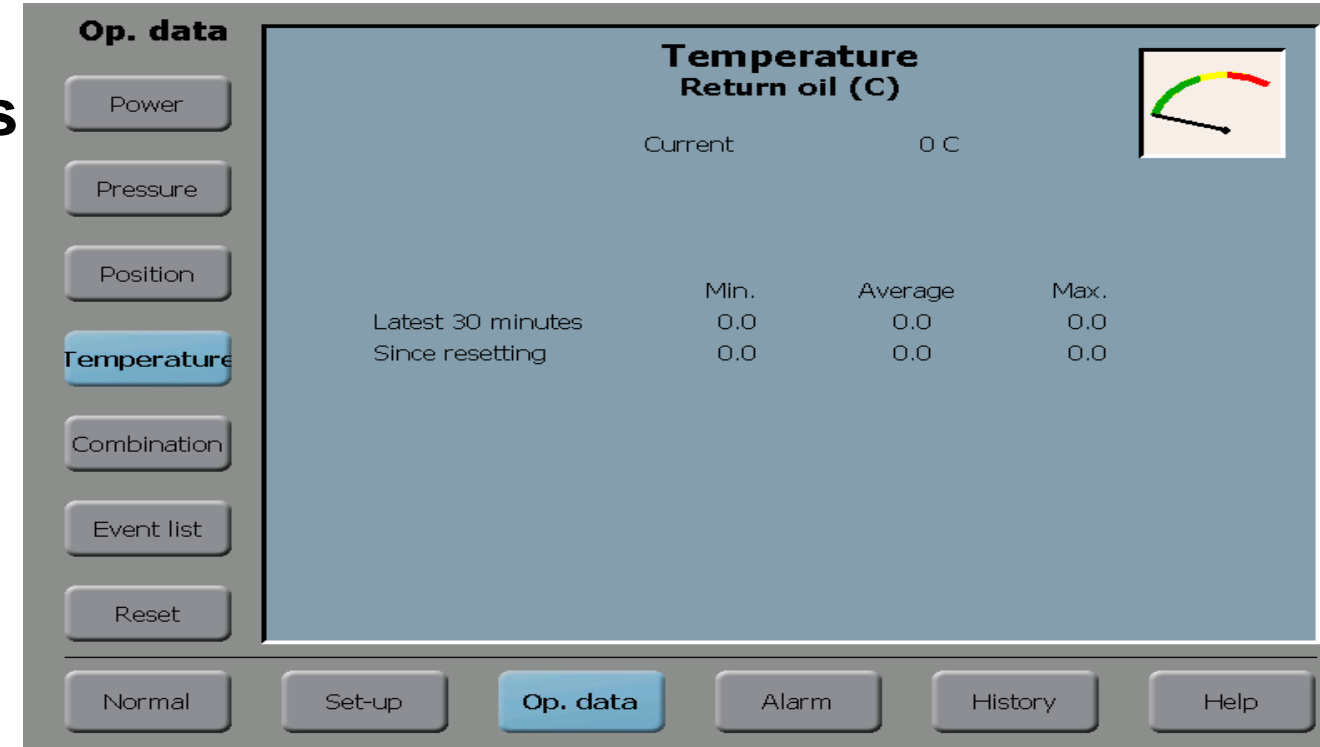 Op. data
s
Power
Pressure
Position
Temperature
Combination
Event list
Reset
Temperature
Return oil (C)
Current 0 C
Min. Average Max.
Latest 30 minutes 0.0 0.0 0.0
Since resetting 0.0 0.0 0.0
Normal Set-up Op. data Alarm History Help